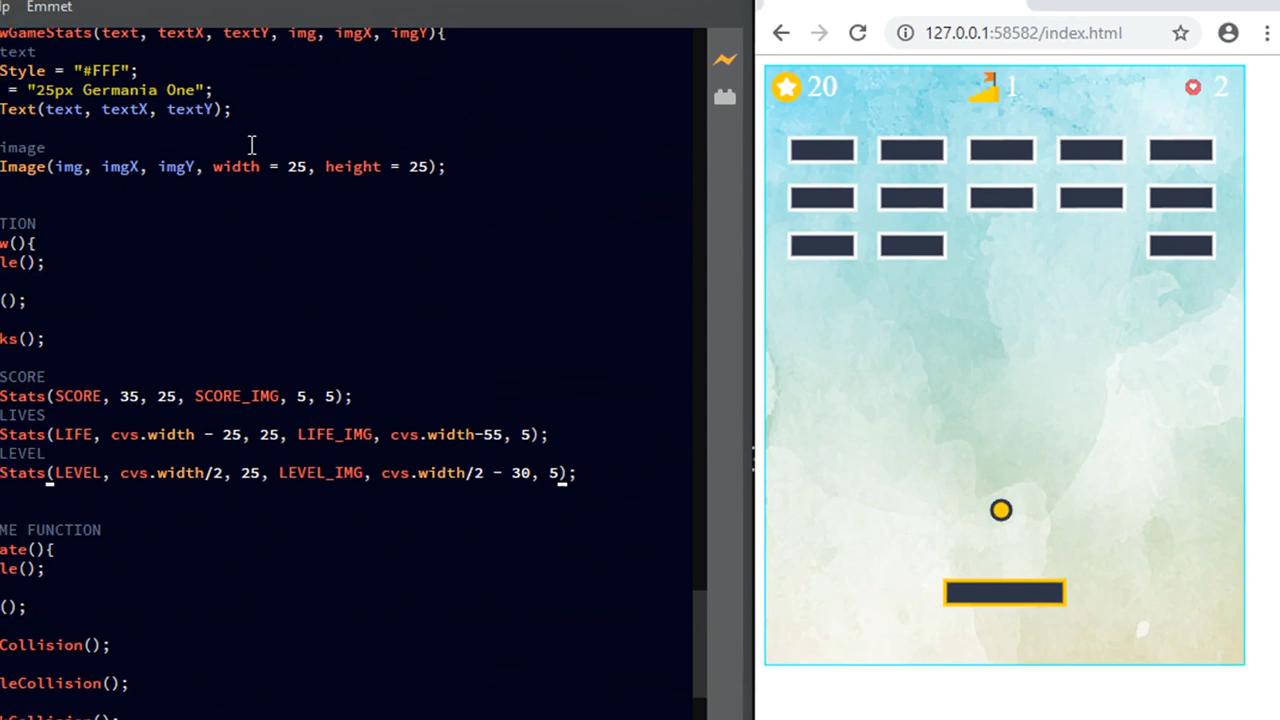 lp Emmet
wGameStats(text, textX, textY, img, imgX, imgY){
text
Style = "#FFF";
= "25px Germania One";
Text(text, textX, textY);
image
Image(img, imgX, imgY, width = 25, height = 25);
TION
w(){
le();
();
ks();
SCORE
Stats(SCORE, 35, 25, SCORE_IMG, 5, 5);
LIVES
Stats(LIFE, cvs.width - 25, 25, LIFE_IMG, cvs.width-55, 5);
LEVEL
Stats(LEVEL, cvs.width/2, 25, LEVEL_IMG, cvs.width/2 - 30, 5);
ME FUNCTION
ate(){
le();
();
Collision();
leCollision();
127.0.0.1:58582/index.html
20 1 2